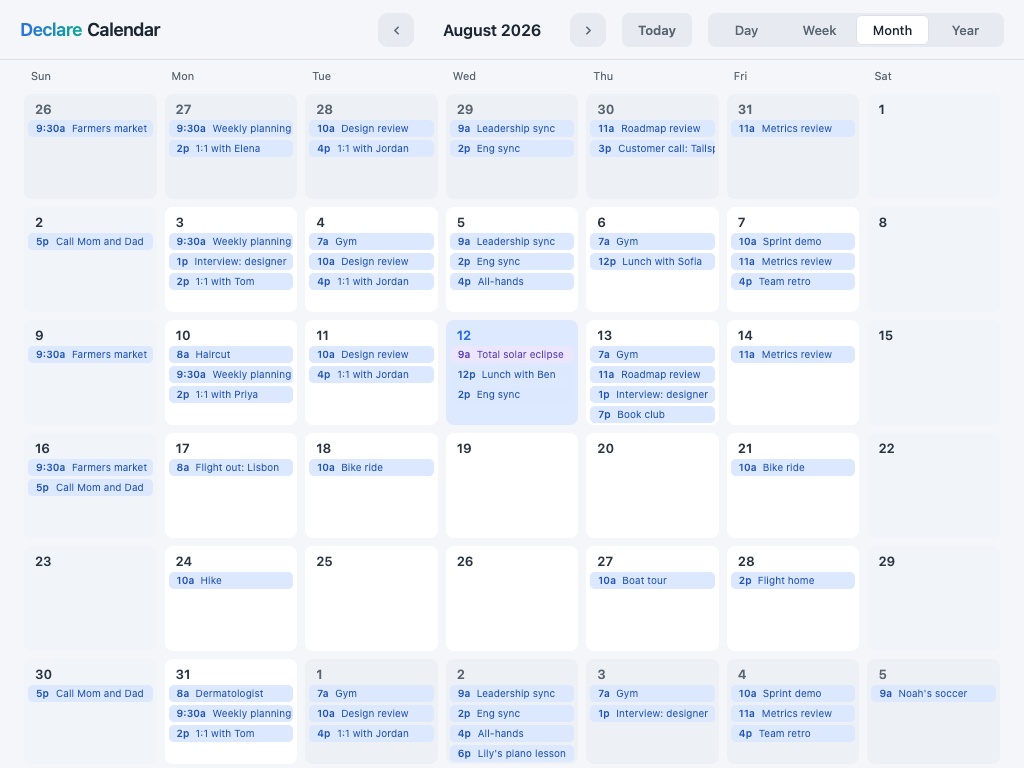 Declare Calendar
August 2026
Today
Day Week Month Year
Sun Mon Tue Wed Thu Fri Sat
26
9:30a Farmers market
27
9:30a Weekly planning
2p 1:1 with Elena
28
10a Design review
4p 1:1 with Jordan
29
9a Leadership sync
2p Eng sync
30
11a Roadmap review
3p Customer call: Tailsp
31
11a Metrics review
1
2
5p Call Mom and Dad
3
9:30a Weekly planning
1p Interview: designer
2p 1:1 with Tom
4
7a Gym
10a Design review
4p 1:1 with Jordan
5
9a Leadership sync
2p Eng sync
4p All-hands
6
7a Gym
12p Lunch with Sofia
7
10a Sprint demo
11a Metrics review
4p Team retro
8
9
9:30a Farmers market
10
8a Haircut
9:30a Weekly planning
2p 1:1 with Priya
11
10a Design review
4p 1:1 with Jordan
12
9a Total solar eclipse
12p Lunch with Ben
2p Eng sync
13
7a Gym
11a Roadmap review
1p Interview: designer
7p Book club
14
11a Metrics review
15
16
9:30a Farmers market
5p Call Mom and Dad
17
8a Flight out: Lisbon
18
10a Bike ride
19
20
21
10a Bike ride
22
23
24
10a Hike
25
26
27
10a Boat tour
28
2p Flight home
29
30
5p Call Mom and Dad
31
8a Dermatologist
9:30a Weekly planning
2p 1:1 with Tom
1
7a Gym
10a Design review
4p 1:1 with Jordan
2
9a Leadership sync
2p Eng sync
4p All-hands
6p Lily's piano lesson
3
7a Gym
1p Interview: designer
4
10a Sprint demo
11a Metrics review
4p Team retro
5
9a Noah's soccer